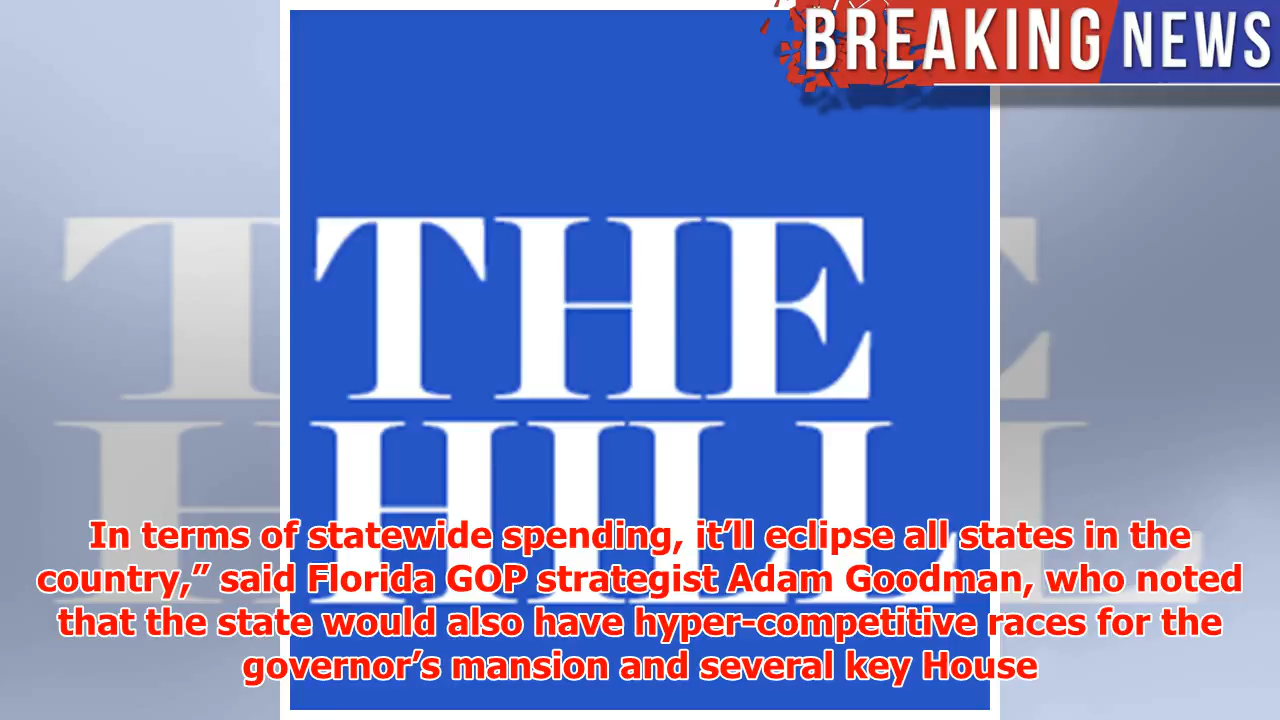 BREAKING NEWS
THE
HILL
In terms of statewide spending, it’ll eclipse all states in the
country,” said Florida GOP strategist Adam Goodman, who noted
that the state would also have hyper-competitive races for the
governor’s mansion and several key House